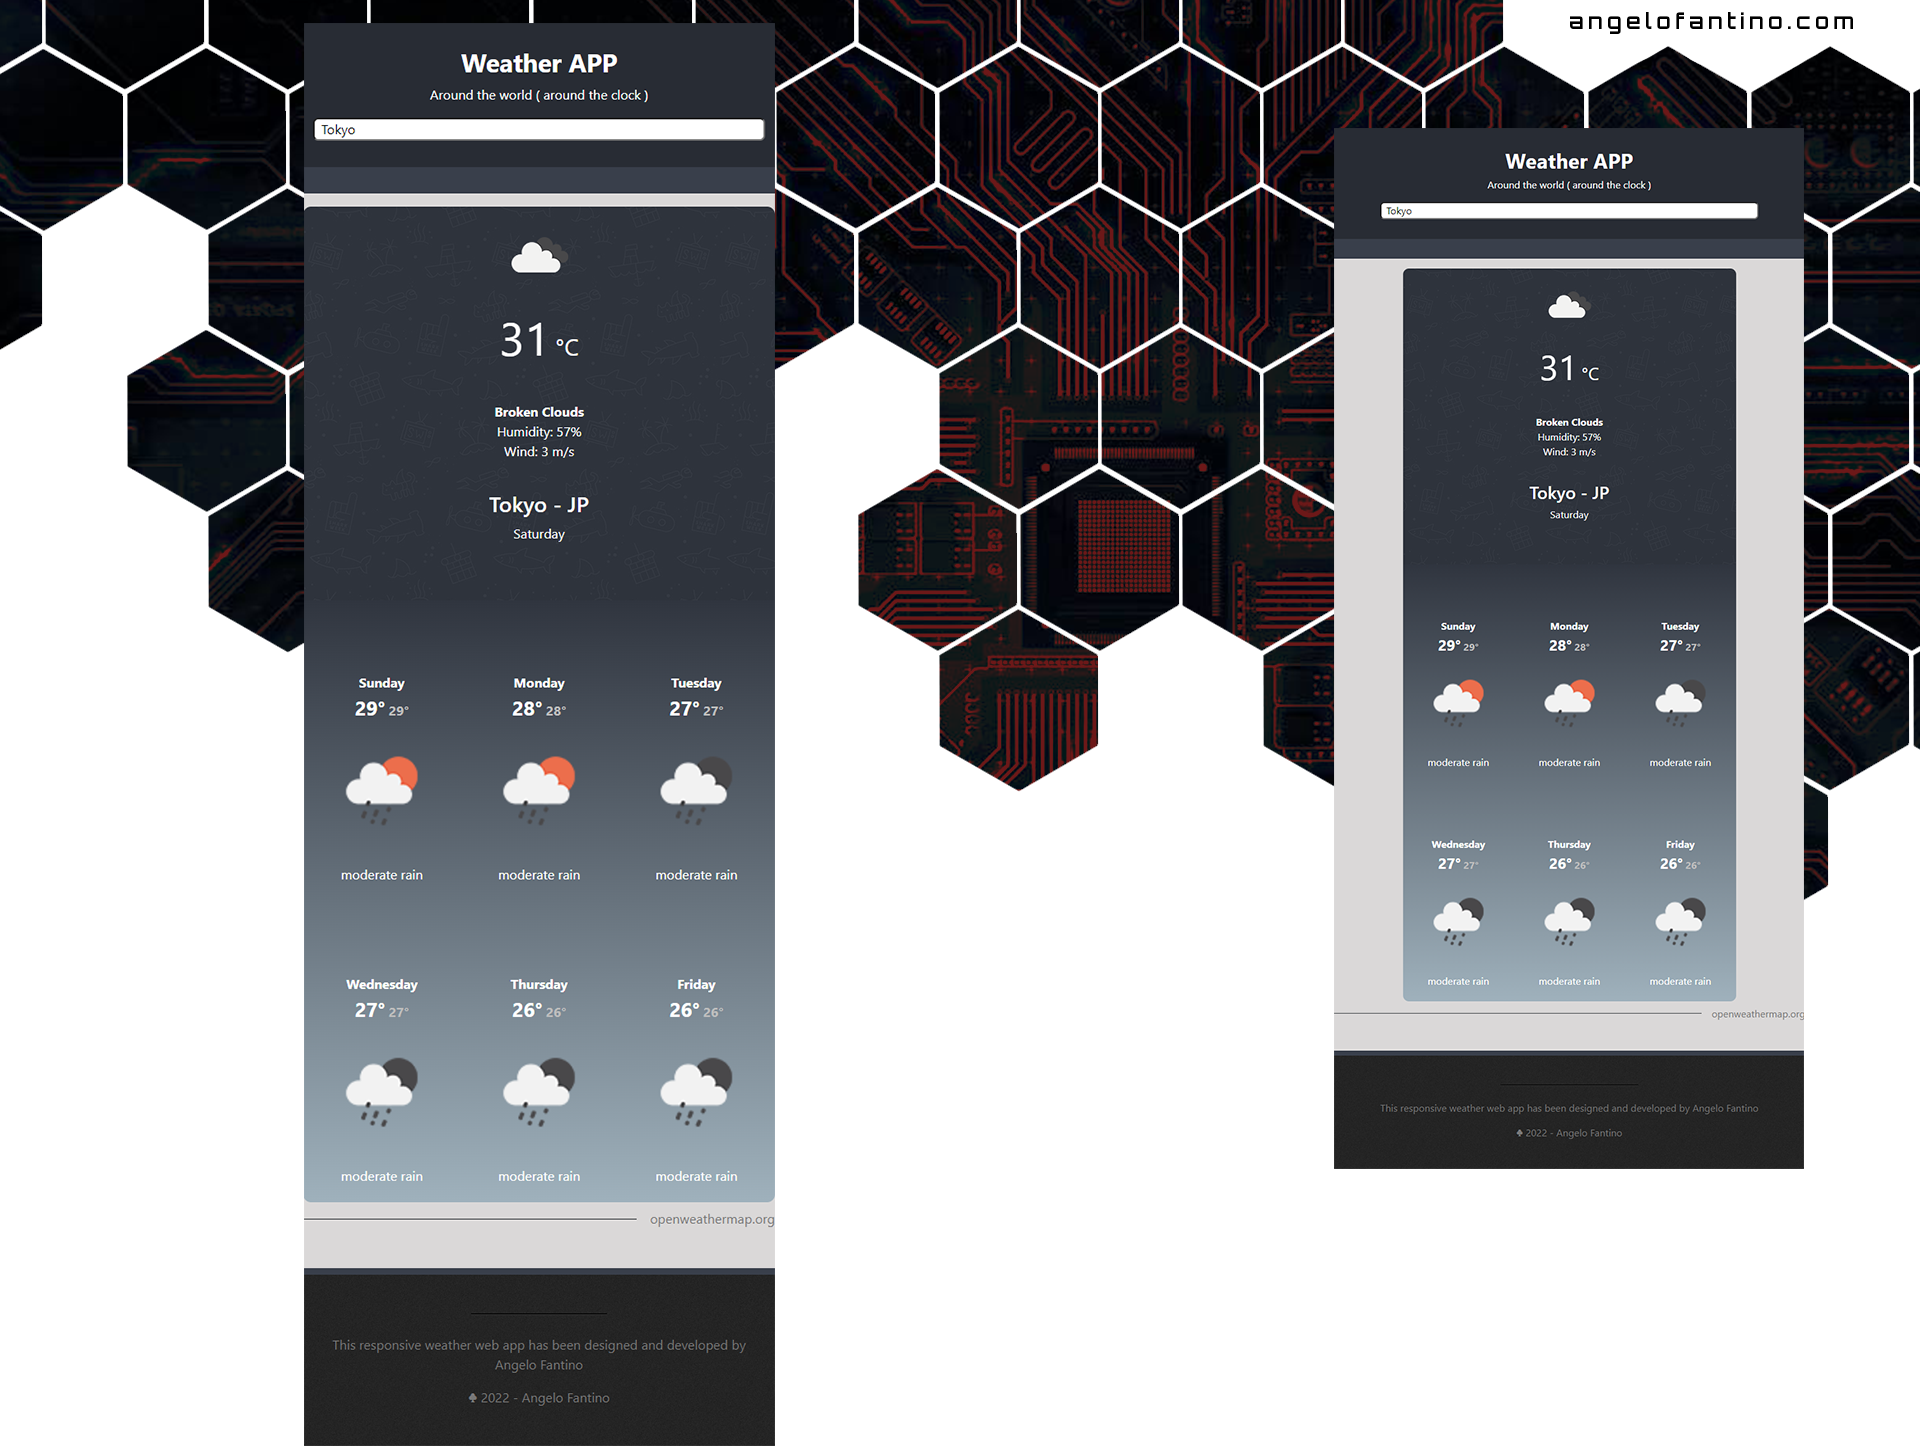 angelofantino.com
Weather APP
Around the world ( around the clock )
Tokyo
31 °C
Broken Clouds
Humidity: 57%
Wind: 3 m/s
Tokyo - JP
Saturday
Sunday Monday Tuesday
29° 29° 28° 28° 27° 27°
moderate rain moderate rain moderate rain
Wednesday Thursday Friday
27° 27° 26° 26° 26° 26°
moderate rain moderate rain moderate rain
openweathermap.org
This responsive weather web app has been designed and developed by
Angelo Fantino
♣ 2022 - Angelo Fantino
Weather APP
Around the world ( around the clock )
Tokyo
31 °C
Broken Clouds
Humidity: 57%
Wind: 3 m/s
Tokyo - JP
Saturday
Sunday Monday Tuesday
29° 29° 28° 28° 27° 27°
moderate rain moderate rain moderate rain
Wednesday Thursday Friday
27° 27° 26° 26° 26° 26°
moderate rain moderate rain moderate rain
openweathermap.org
This responsive weather web app has been designed and developed by Angelo Fantino
♣ 2022 - Angelo Fantino